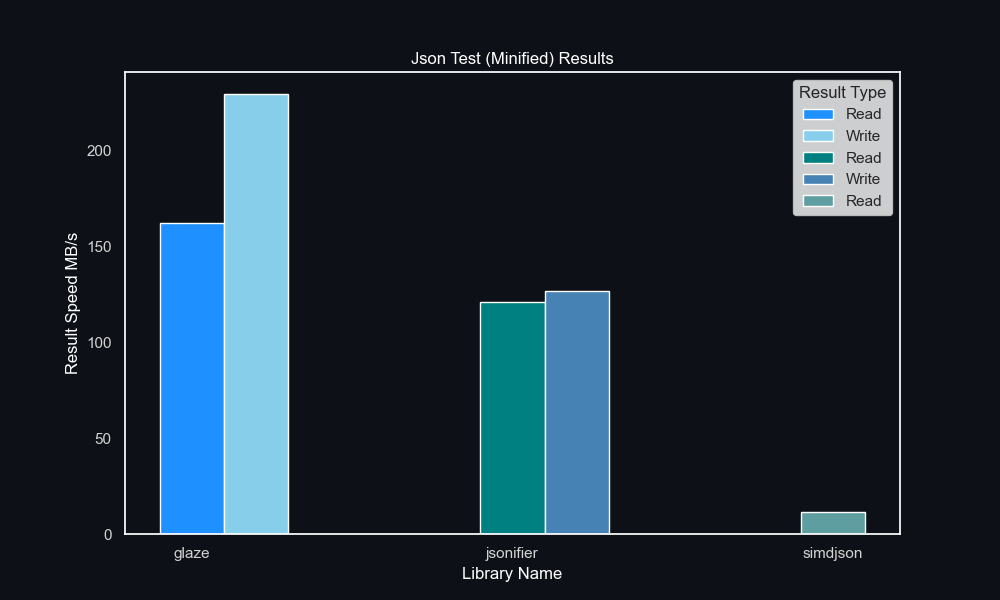 Json Test (Minified) Results
Result Type
Read
Write
Read
Write
Read
Result Speed MB/s
200
150
100
50
0
glaze jsonifier simdjson
Library Name